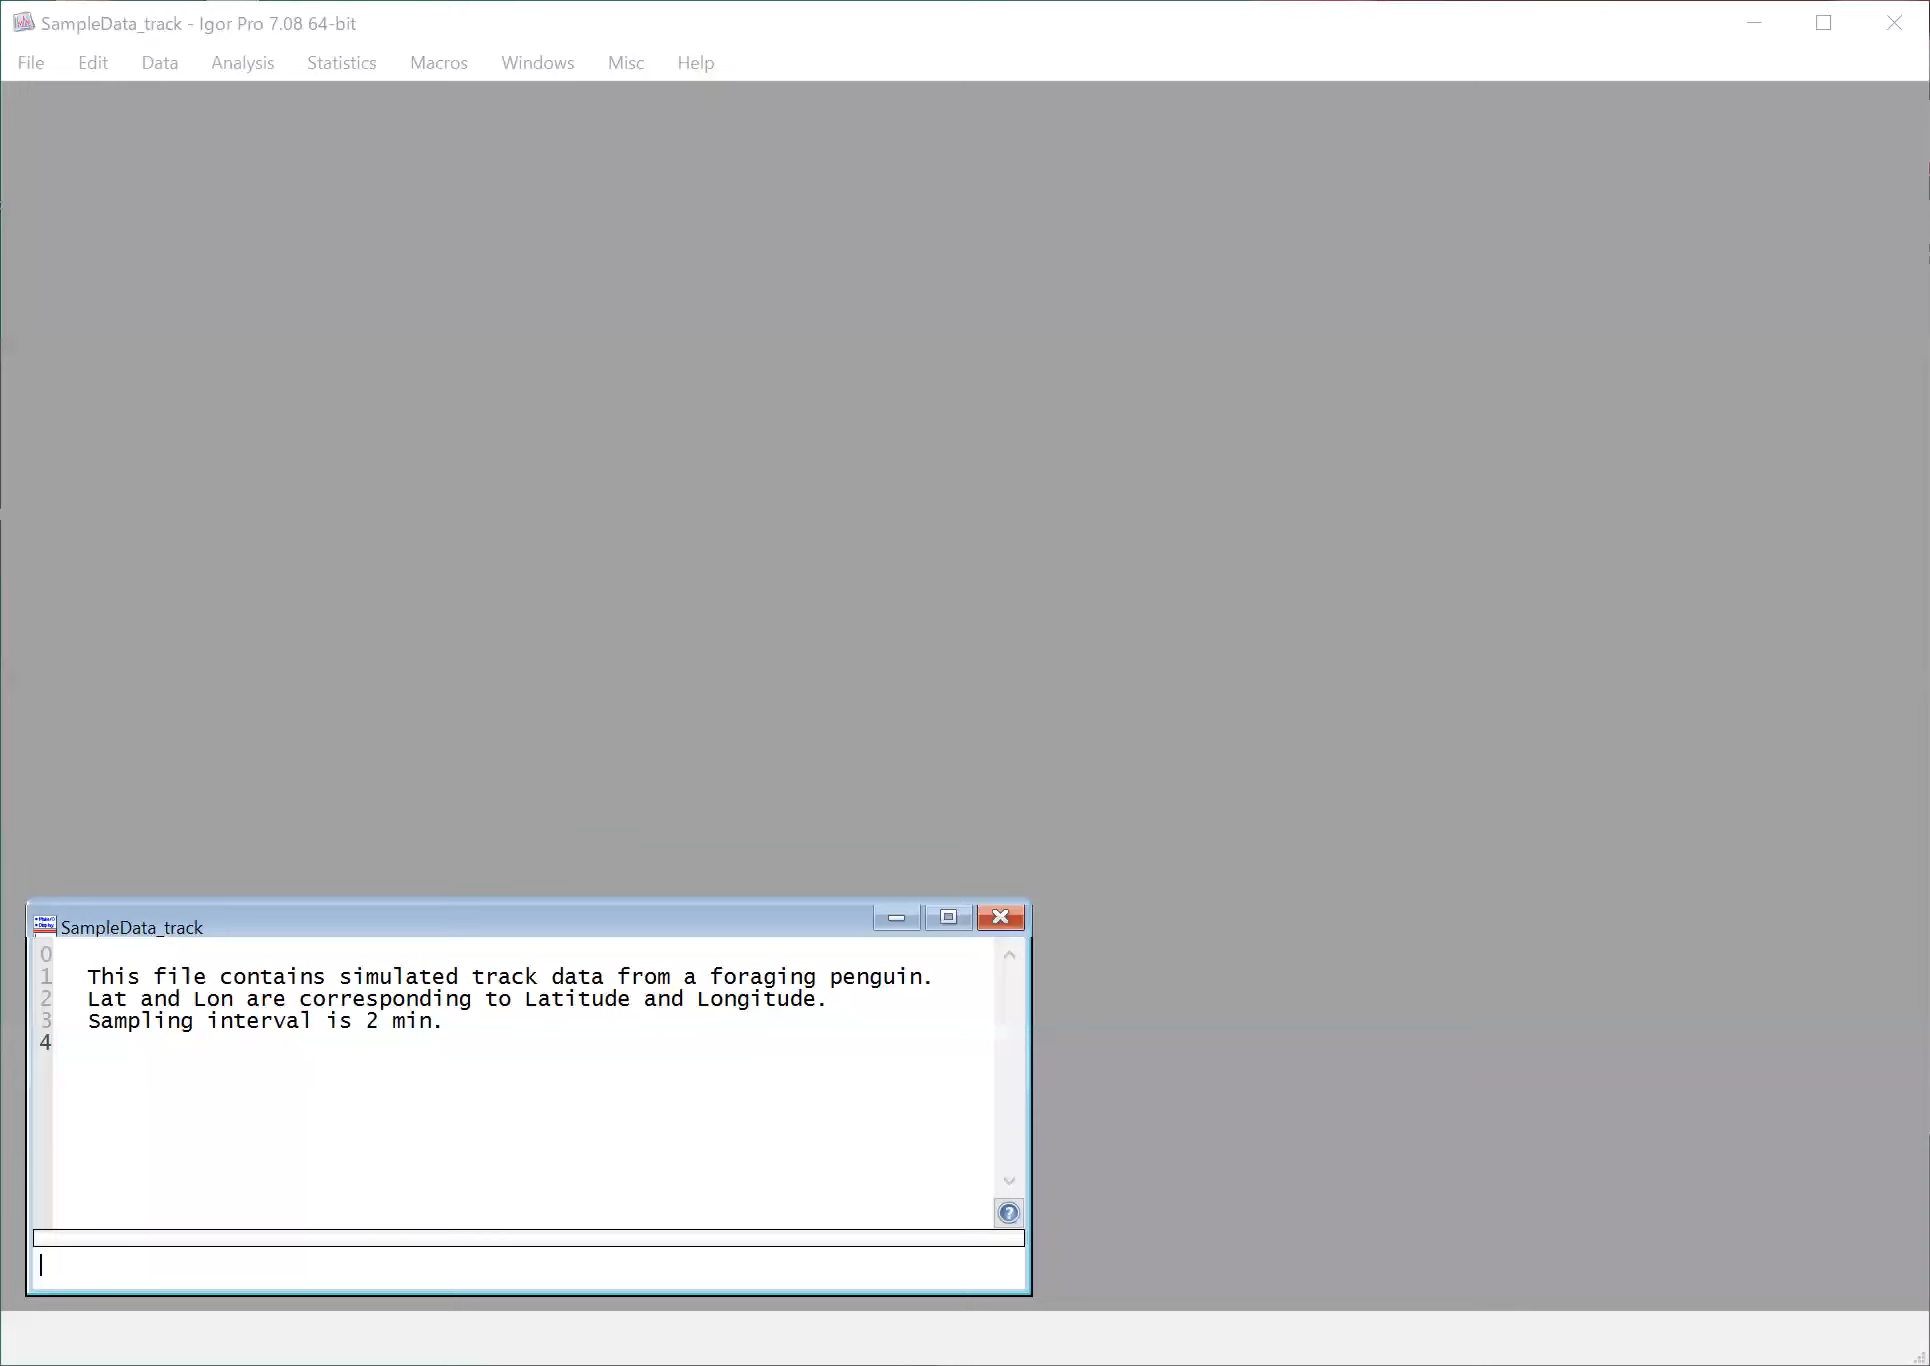 SampleData_track - Igor Pro 7.08 64-bit
File Edit Data Analysis Statistics Macros Windows Misc Help
SampleData_track
0
1 This file contains simulated track data from a foraging penguin.
2 Lat and Lon are corresponding to Latitude and Longitude.
3 Sampling interval is 2 min.
4